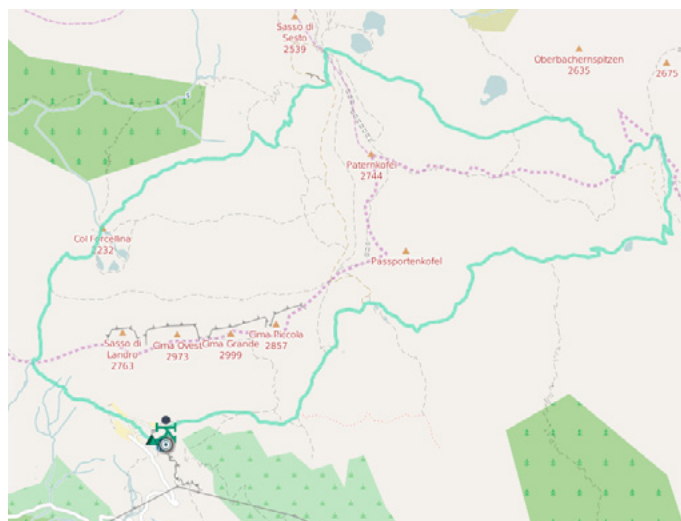 Sasso di
Sesto
2539
Oberbachernspitzen
2635
2675
Paternkofel
2744
Col Forcellina
2232
Passportenkofel
Sasso di
Landro
2763
Cima Ovest
2973
Cima Grande
2999
Cima Piccola
2857